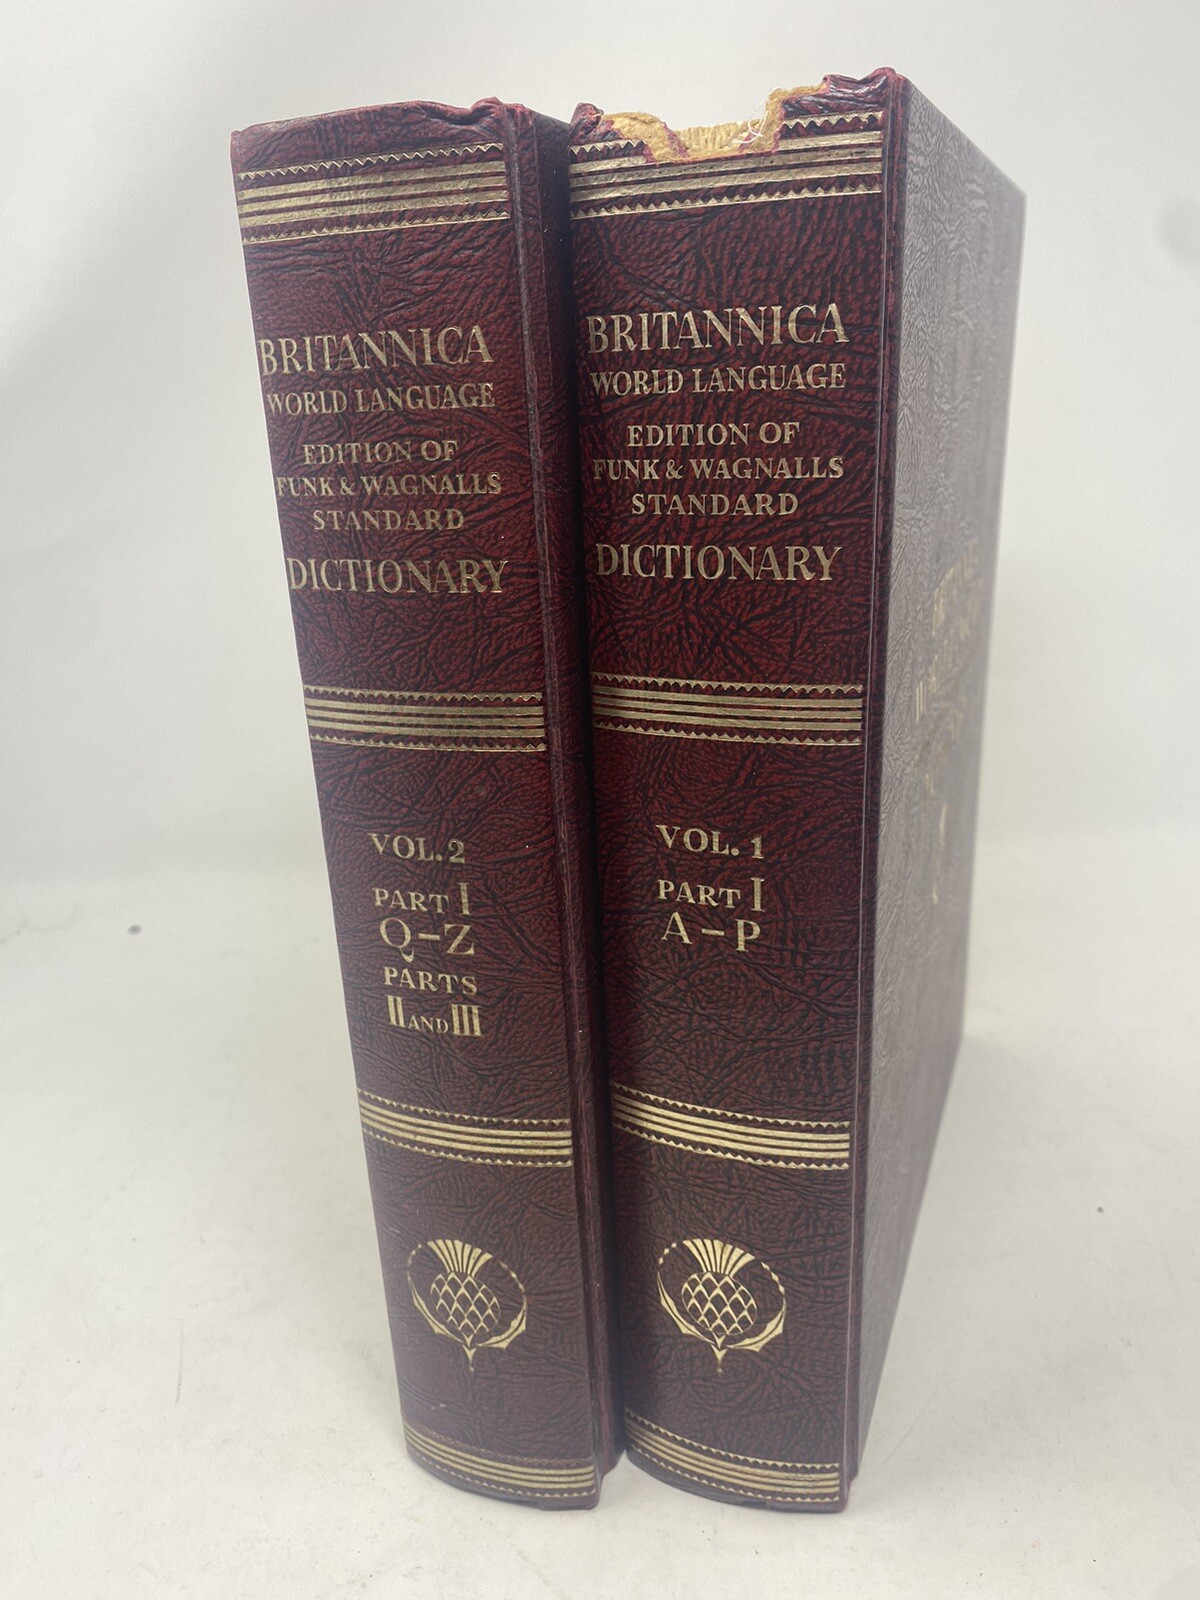 BRITANNICA
WORLD LANGUAGE
EDITION OF
FUNK & WAGNALLS
STANDARD
DICTIONARY
VOL. 2
PART I
Q-Z
PARTS
II AND III
BRITANNICA
WORLD LANGUAGE
EDITION OF
FUNK & WAGNALLS
STANDARD
DICTIONARY
VOL. 1
PART I
A-P